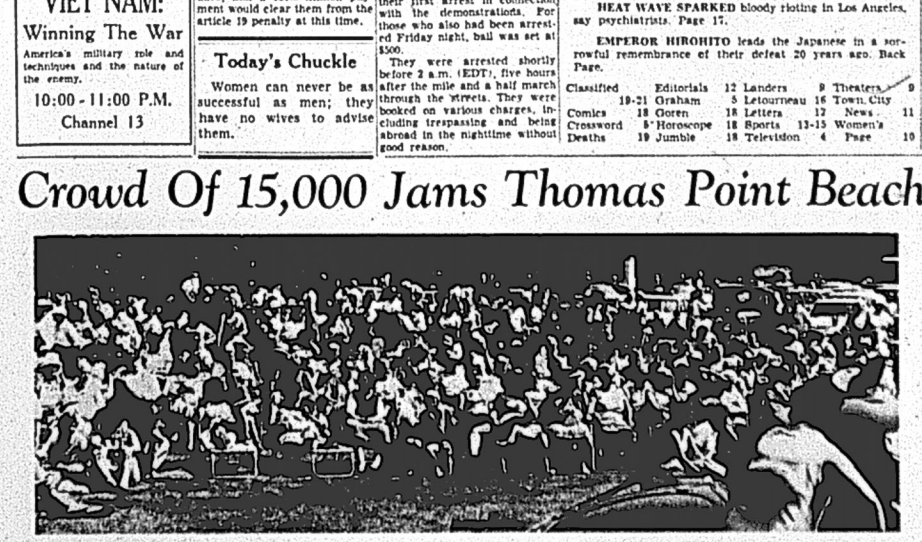 VIET NAM:
Winning The War
America's military role and
techniques and the nature of
the enemy.
10:00-11:00 P.M.
Channel 13
ment would clear them from the
article 19 penalty at this time.
Today's Chuckle
Women can never be as
successful as men; they
have no wives to advise
them.
their first arrest in connection
with the demonstrations. For
those who also had been arrest-
ed Friday night, bail was set at
$500.
They were arrested shortly
before 2 a.m. (EDT), five hours
after the mile and a half march
through the streets. They were
booked on various charges, in-
cluding trespassing and being
abroad in the nighttime without
good reason.
HEAT WAVE SPARKED bloody rioting in Los Angeles,
say psychiatrists. Page 17.
EMPEROR HIROHITO leads the Japanese in a sor-
rowful remembrance of their defeat 20 years ago. Back
Page.
Classified 19-21
Comics 18
Crossword 5
Deaths 19
Editorials 12
Graham 5
Goren 18
Horoscope 18
Jumble 18
Landers 9
Letourneau 16
Letters 12
Sports 13-15
Television 4
Theaters
Town, City
News 11
Women's
Page 10
Crowd Of 15,000 Jams Thomas Point Beach